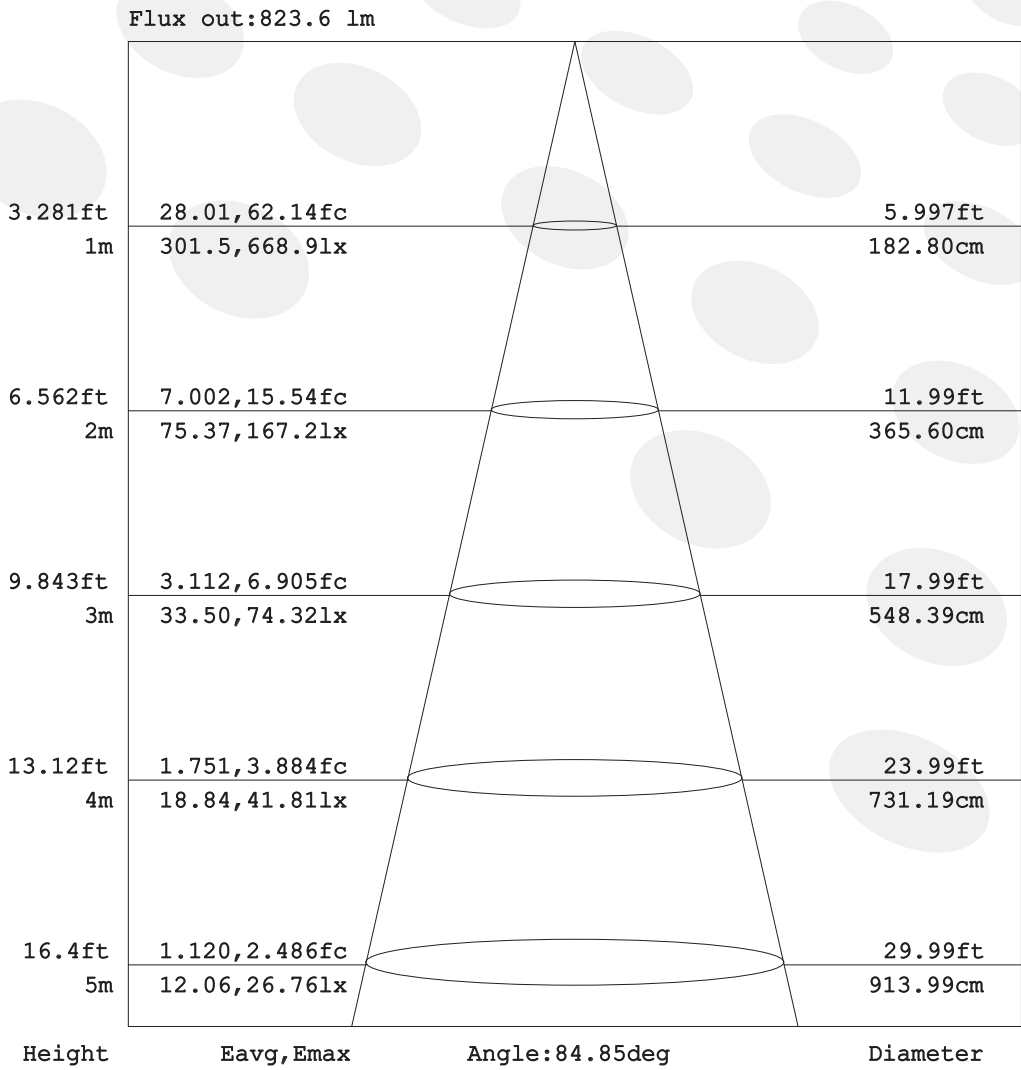 Flux out:823.6 lm
3.281ft 28.01,62.14fc 5.997ft
1m 301.5,668.9lx 182.80cm
6.562ft 7.002,15.54fc 11.99ft
2m 75.37,167.2lx 365.60cm
9.843ft 3.112,6.905fc 17.99ft
3m 33.50,74.32lx 548.39cm
13.12ft 1.751,3.884fc 23.99ft
4m 18.84,41.81lx 731.19cm
16.4ft 1.120,2.486fc 29.99ft
5m 12.06,26.76lx 913.99cm
Height Eavg,Emax Angle:84.85deg Diameter